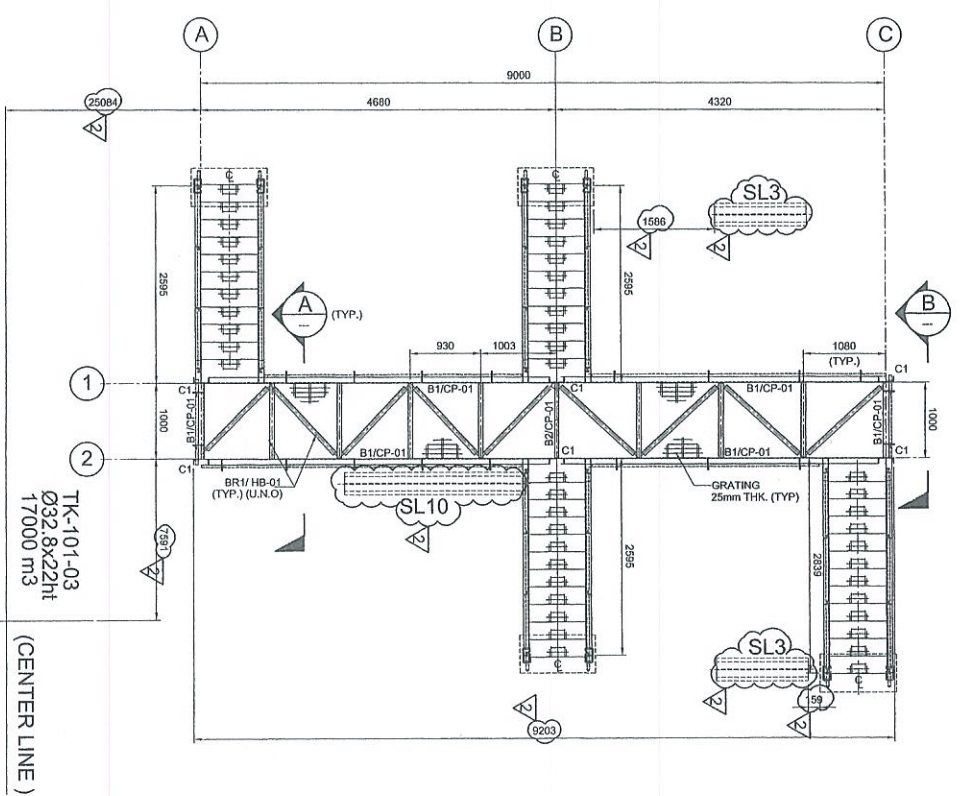 A
B
C
9000
25084
4680
4320
2
SL3
1586
2
2
2595
2595
A
(TYP.)
B
930
1003
1080
(TYP.)
1
C1
B1/CP-01
C1
B1/CP-01
C1
1000
B1/CP-01
B2/CP-01
B1/CP-01
1000
2
C1
B1/CP-01
C1
B1/CP-01
C1
BR1/ HB-01
(TYP.) (U.N.O)
GRATING
25mm THK. (TYP)
SL10
2
7591
2
2595
2839
TK-101-03
Ø32.8x22ht
17000 m3
(CENTER LINE )
SL3
2
2
159
2
9203